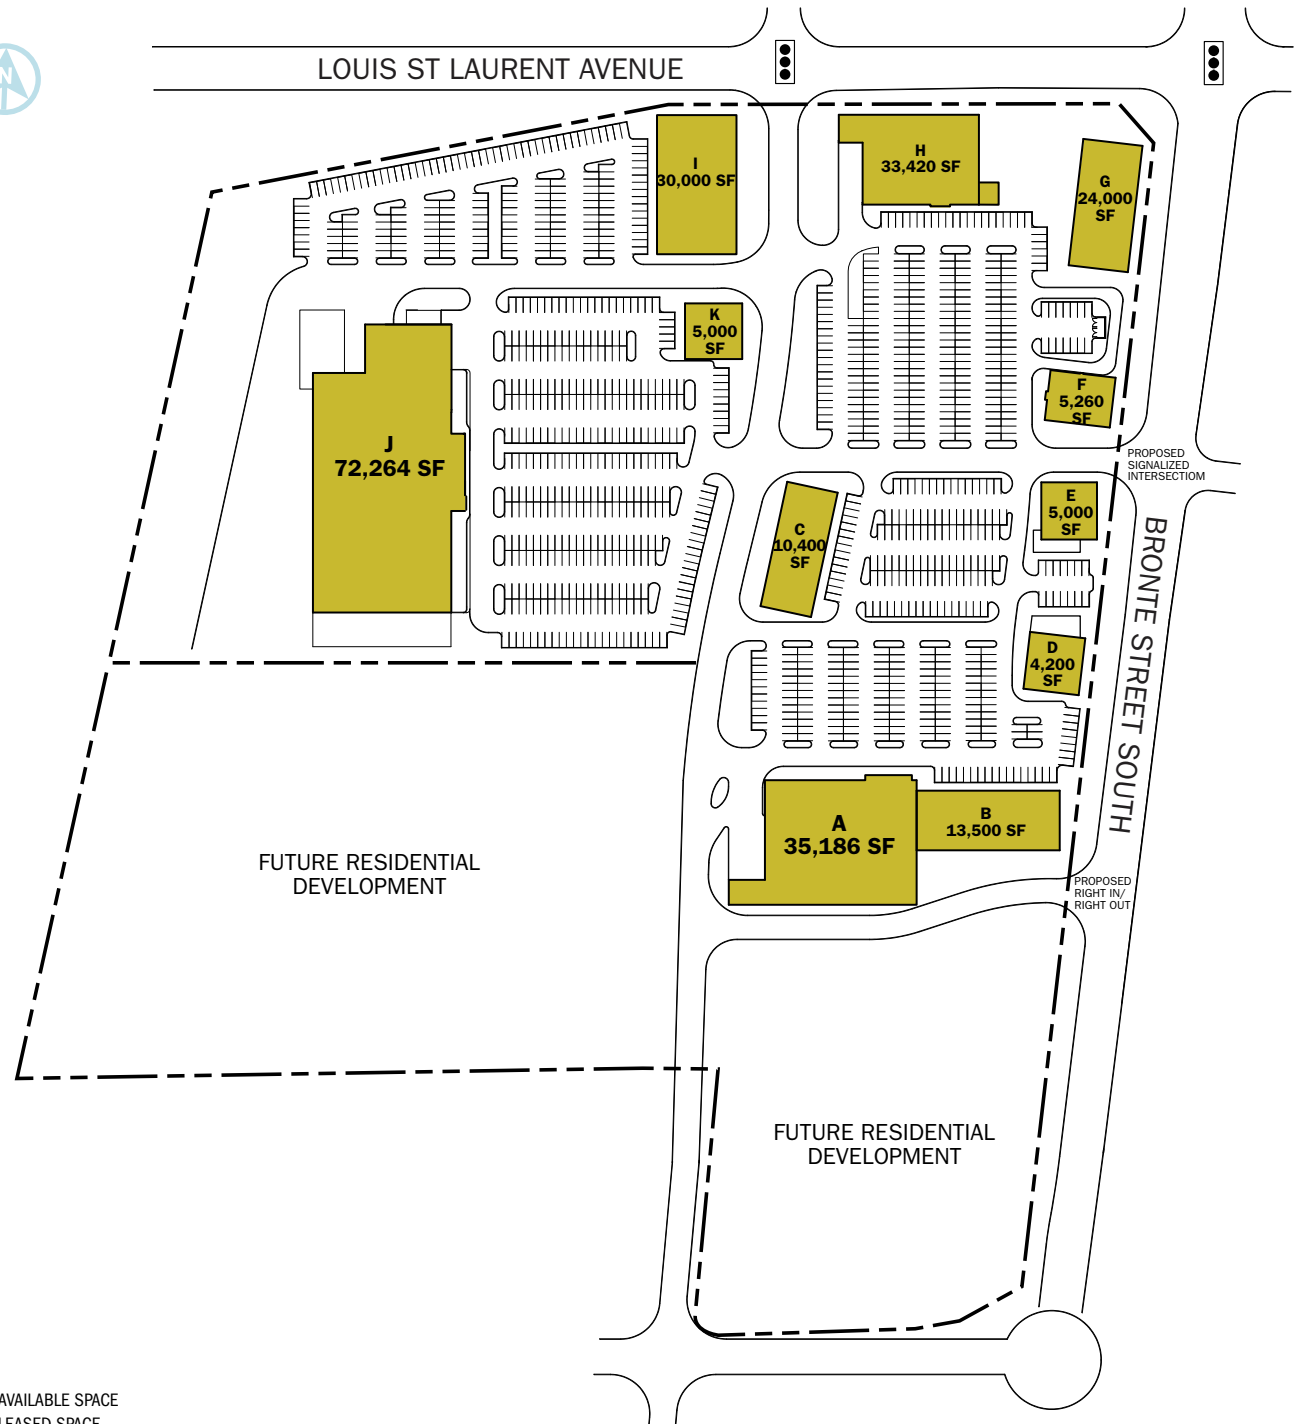 N
LOUIS ST LAURENT AVENUE
I
30,000 SF
H
33,420 SF
G
24,000
SF
K
5,000
SF
F
5,260
SF
J
72,264 SF
PROPOSED
SIGNALIZED
INTERSECTIOM
E
5,000
SF
C
10,400
SF
BRONTE STREET SOUTH
D
4,200
SF
A
35,186 SF
B
13,500 SF
FUTURE RESIDENTIAL
DEVELOPMENT
PROPOSED
RIGHT IN/
RIGHT OUT
FUTURE RESIDENTIAL
DEVELOPMENT
AVAILABLE SPACE
LEASED SPACE